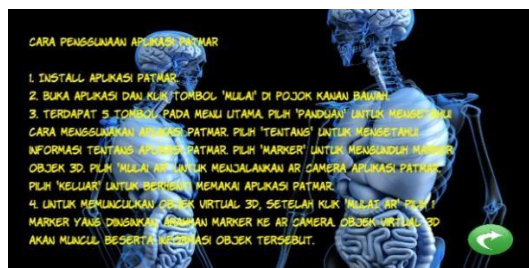 CARA PENGGUNAAN APLIKASI PATMAR
1. INSTALL APLIKASI PATMAR.
2. BUKA APLIKASI DAN KLIK TOMBOL 'MULAI' DI POJOK KANAN BAWAH.
3. TERDAPAT 5 TOMBOL PADA MENU UTAMA. PILIH 'PANDUAN' UNTUK MENGETAHUI
CARA MENGGUNAKAN APLIKASI PATMAR. PILIH 'TENTANG' UNTUK MENGETAHUI
INFORMASI TENTANG APLIKASI PATMAR. PILIH 'MARKER' UNTUK MENGUNDUH MARKER
OBJEK 3D. PILIH 'MULAI AR' UNTUK MENJALANKAN AR CAMERA APLIKASI PATMAR.
PILIH 'KELUAR' UNTUK BERHENTI MEMAKAI APLIKASI PATMAR.
4. UNTUK MEMUNCULKAN OBJEK VIRTUAL 3D, SETELAH KLIK 'MULAI AR' PILIH 1
MARKER YANG DIINGINKAN. ARAHKAN MARKER KE AR CAMERA. OBJEK VIRTUAL 3D
AKAN MUNCUL BESERTA INFORMASI OBJEK TERSEBUT.